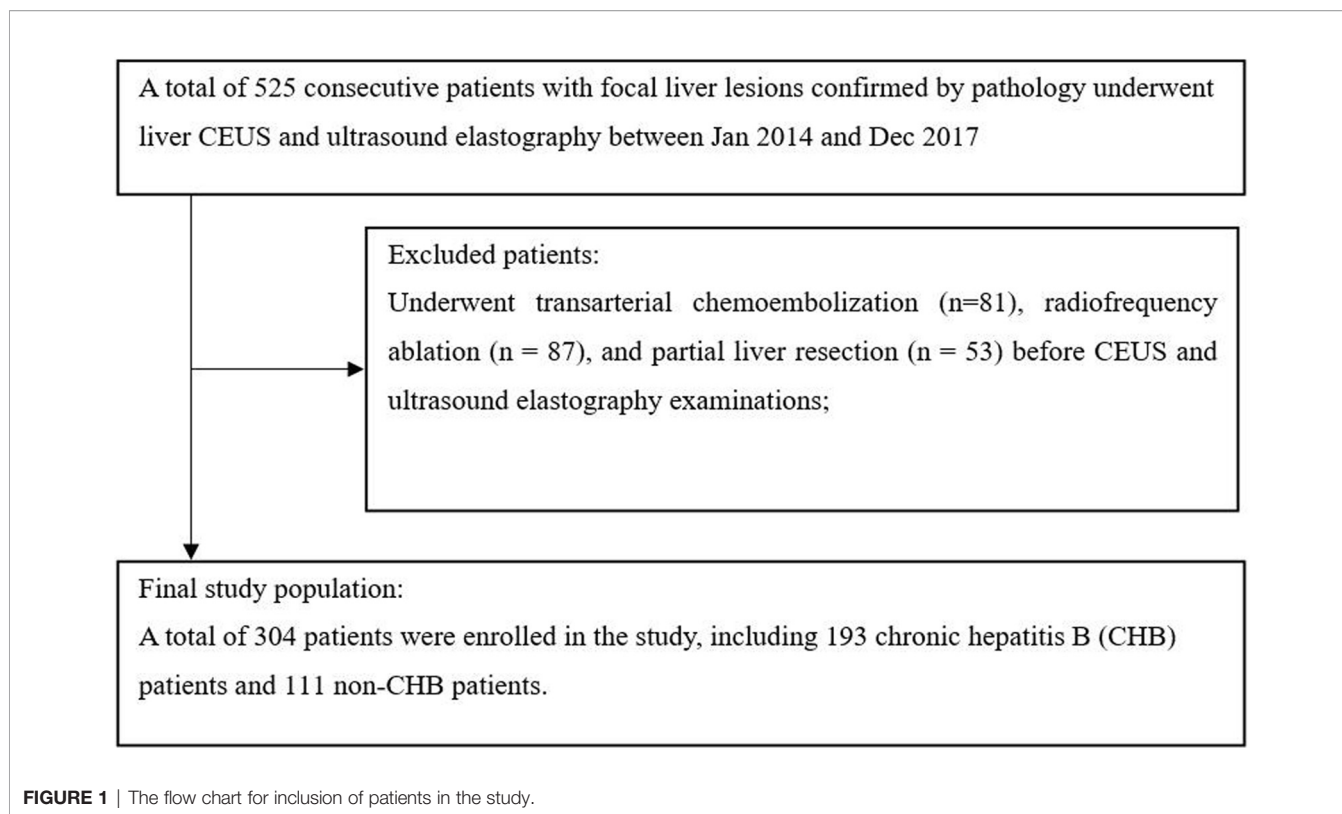 A total of 525 consecutive patients with focal liver lesions confirmed by pathology underwent
liver CEUS and ultrasound elastography between Jan 2014 and Dec 2017
Excluded patients:
Underwent transarterial chemoembolization (n=81), radiofrequency
ablation (n = 87), and partial liver resection (n = 53) before CEUS and
ultrasound elastography examinations;
Final study population:
A total of 304 patients were enrolled in the study, including 193 chronic hepatitis B (CHB)
patients and 111 non-CHB patients.
FIGURE 1 | The flow chart for inclusion of patients in the study.